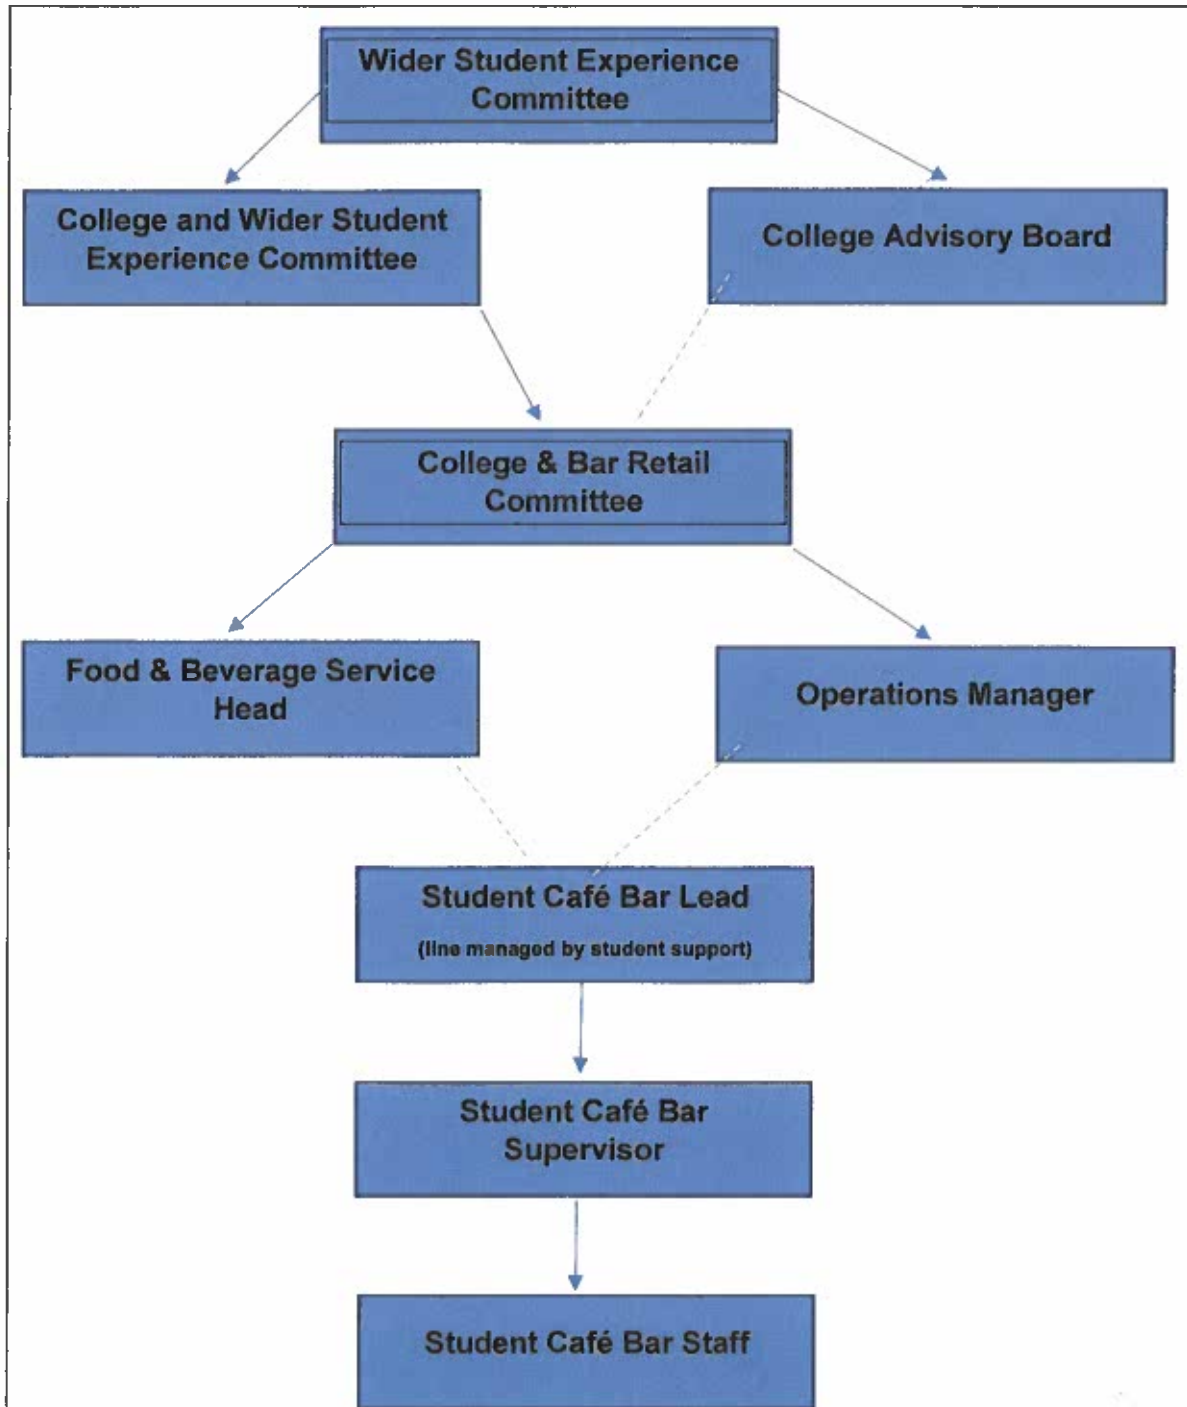 Wider Student Experience
Committee
College and Wider Student
Experience Committee
College Advisory Board
College & Bar Retail
Committee
Food & Beverage Service
Head
Operations Manager
Student Café Bar Lead
(line managed by student support)
Student Café Bar
Supervisor
Student Café Bar Staff